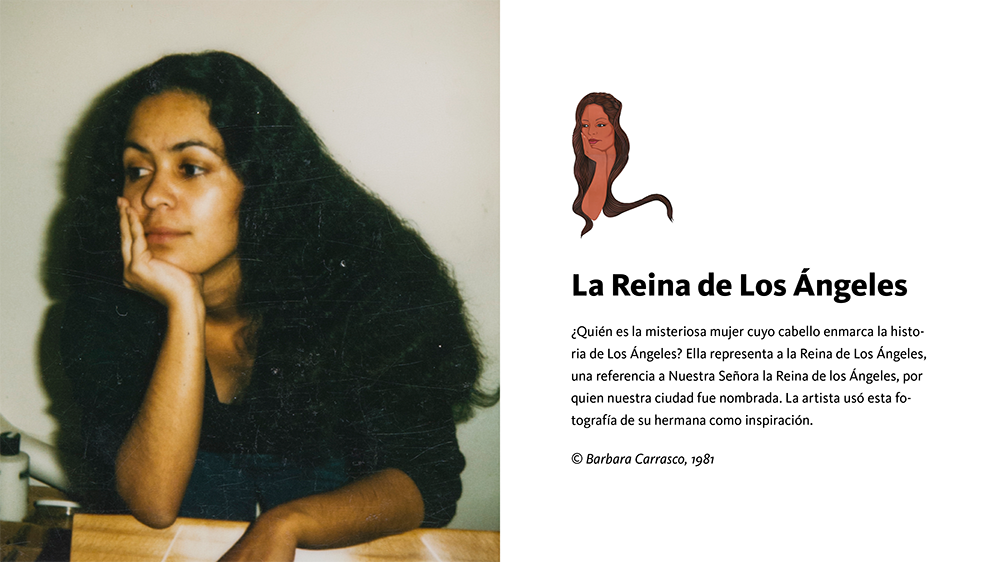 La Reina de Los Ángeles
¿Quién es la misteriosa mujer cuyo cabello enmarca la histo-
ria de Los Ángeles? Ella representa a la Reina de Los Ángeles,
una referencia a Nuestra Señora la Reina de los Ángeles, por
quien nuestra ciudad fue nombrada. La artista usó esta fo-
tografía de su hermana como inspiración.
© Barbara Carrasco, 1981